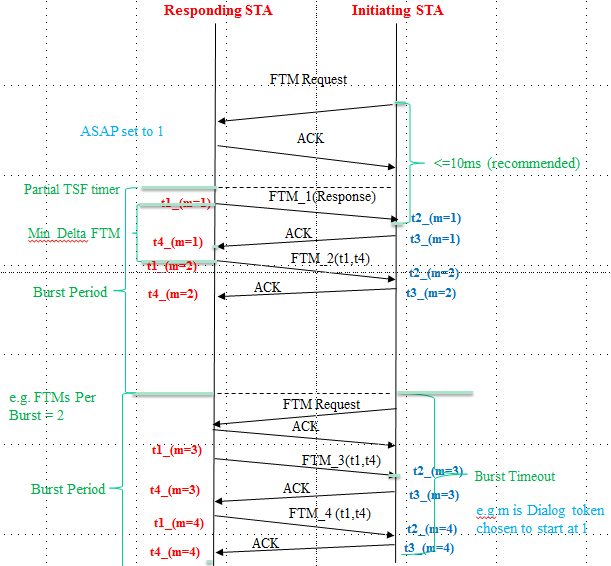 Responding STA
Initiating STA
FTM Request
ASAP set to 1
ACK
<=10ms (recommended)
Partial TSF timer
t1_(m=1)
FTM_1(Response)
t2_(m=1)
Min Delta FTM
ACK
t3_(m=1)
t4_(m=1)
t1_(m=2)
FTM_2(t1,t4)
t2_(m=2)
Burst Period
t4_(m=2)
ACK
t3_(m=2)
e.g. FTMs Per
Burst = 2
FTM Request
ACK
t1_(m=3)
FTM_3(t1,t4)
t2_(m=3)
Burst Timeout
Burst Period
t4_(m=3)
ACK
t3_(m=3)
t1_(m=4)
FTM_4 (t1,t4)
e.g.m is Dialog token
chosen to start at 1
t2_(m=4)
t4_(m=4)
ACK
t3_(m=4)